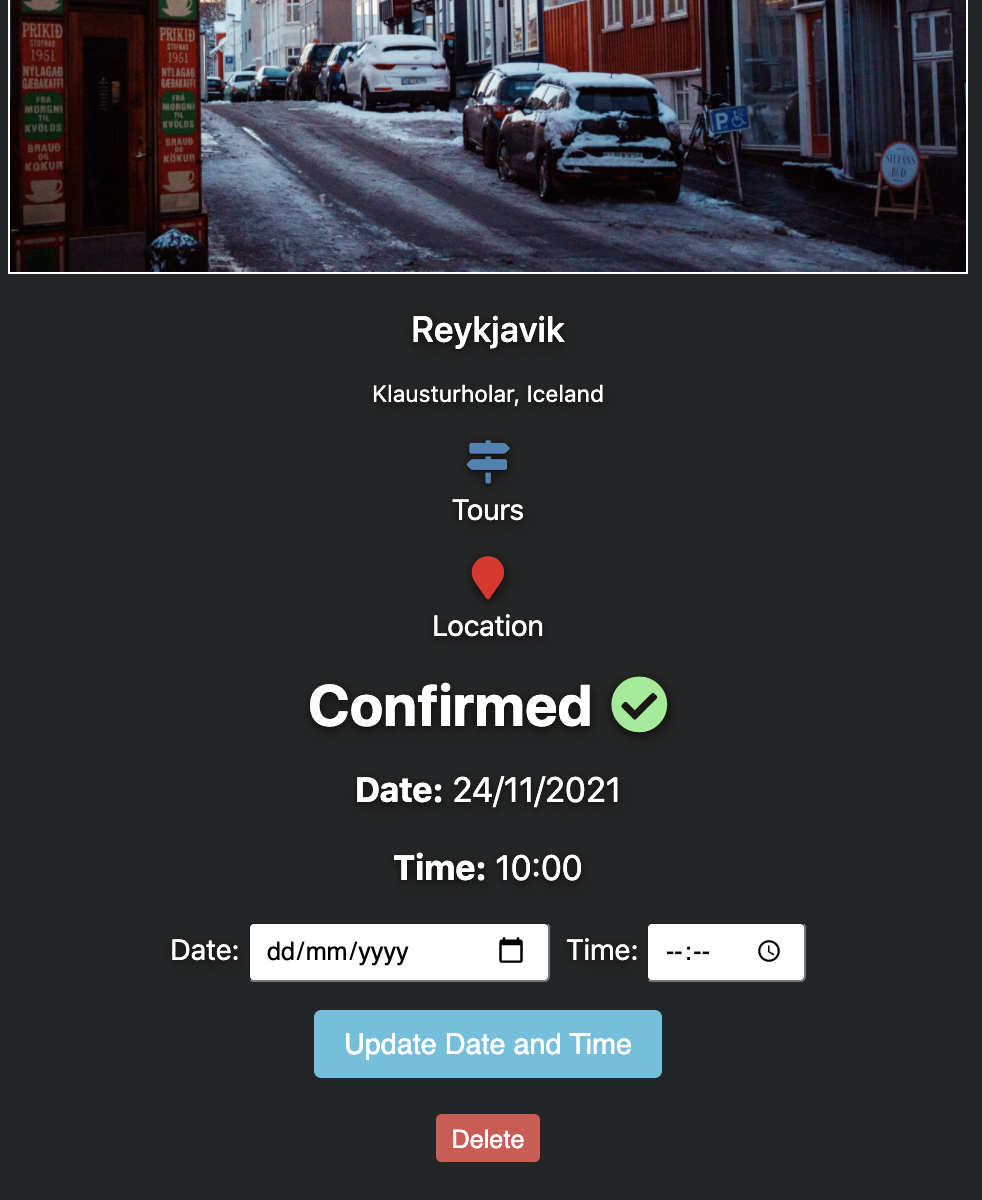 PRIKIÐ
STOFNAÐ
1951
NÝLAGAÐ
GÆÐAKAFFI
FRÁ
MORGNI
TIL
KVÖLDS
BRAUÐ
OG
KÖKUR
PRIKIÐ
STOFNAÐ
1951
NÝLAGAÐ
GÆÐAKAFFI
FRÁ
MORGNI
TIL
KVÖLDS
BRAUÐ
OG
KÖKUR
P
STEFÁNS
BÚÐ
Reykjavik
Klausturholar, Iceland
Tours
Location
Confirmed
Date: 24/11/2021
Time: 10:00
Date: dd/mm/yyyy Time: --:--
Update Date and Time
Delete